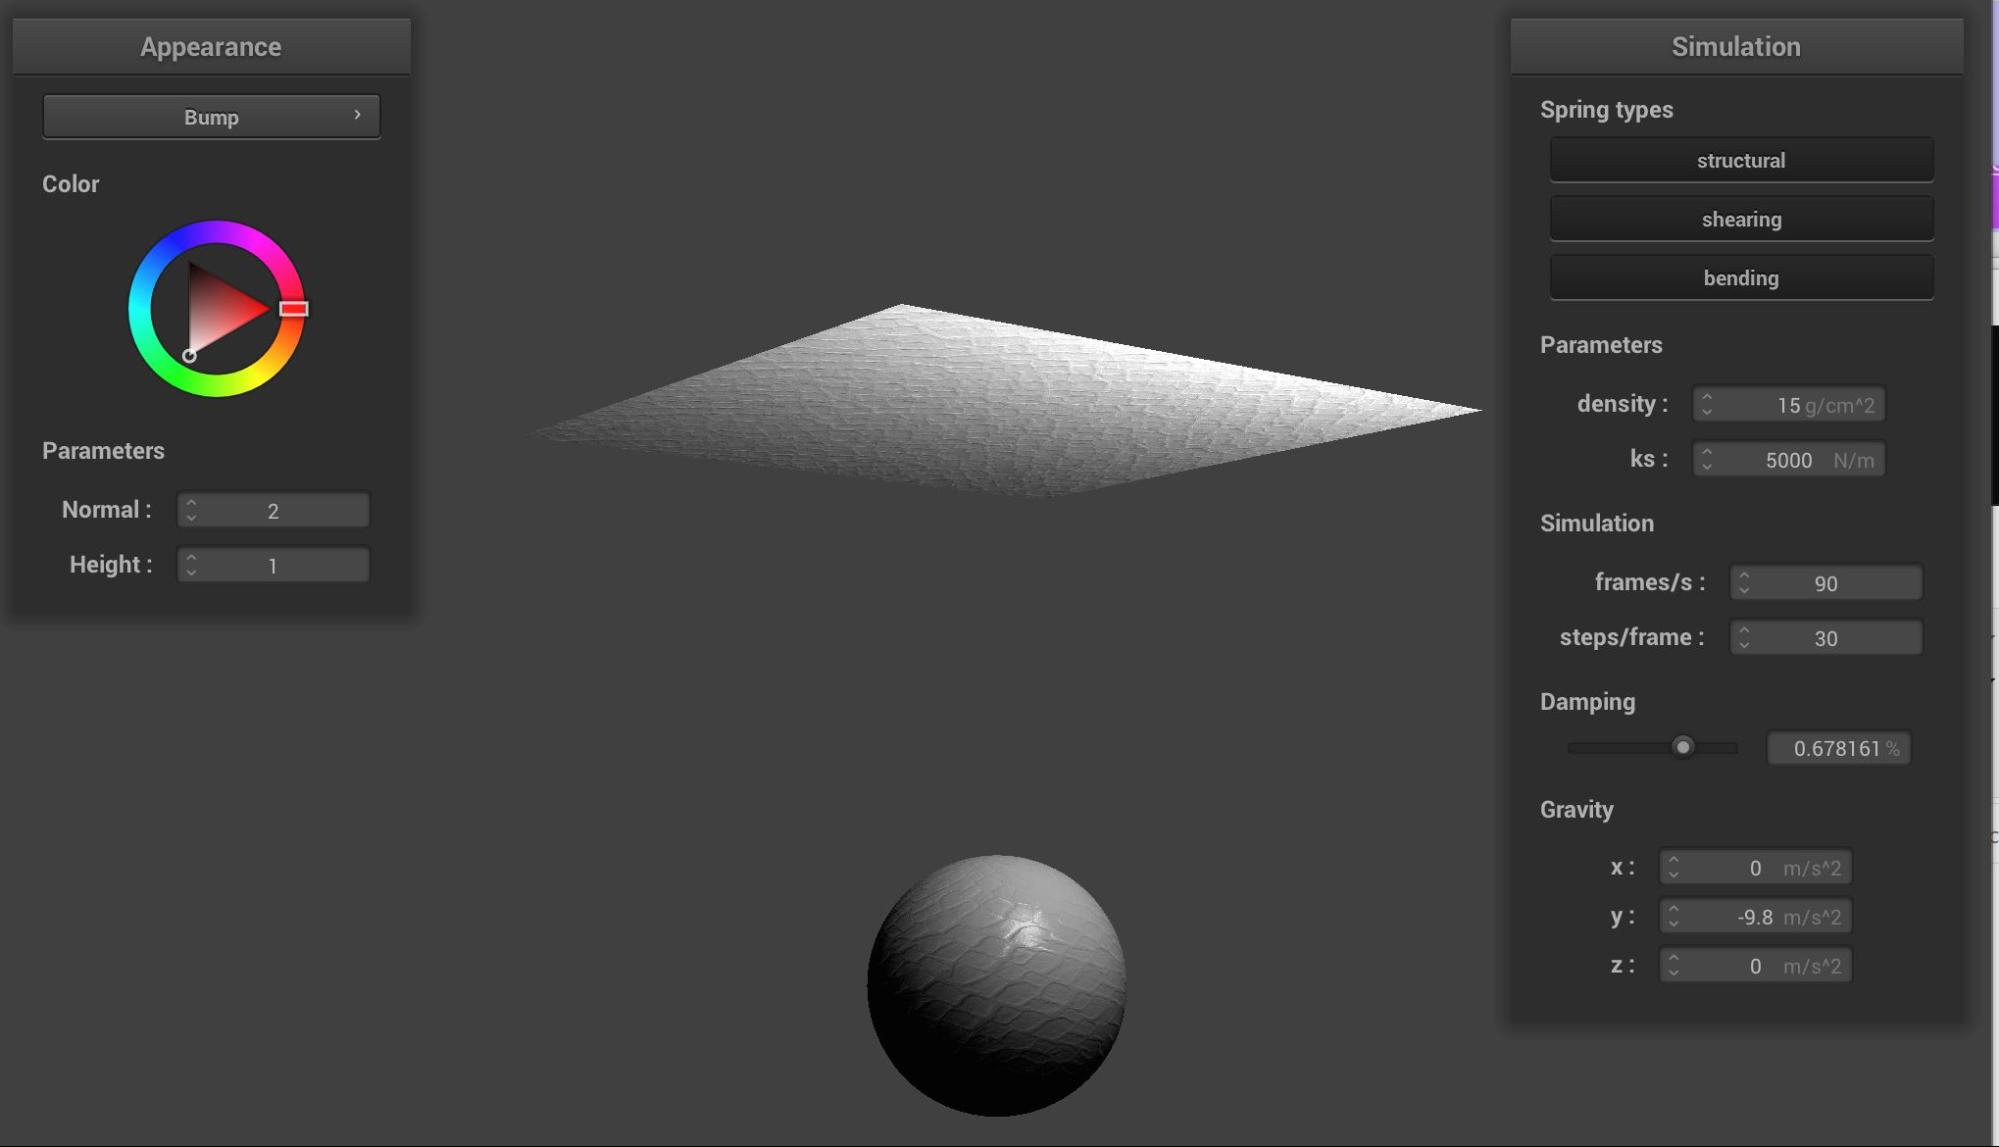 Appearance
Bump
Color
Parameters
Normal : 2
Height : 1
Simulation
Spring types
structural
shearing
bending
Parameters
density : 15 g/cm^2
ks : 5000 N/m
Simulation
frames/s : 90
steps/frame : 30
Damping
0.678161 %
Gravity
x : 0 m/s^2
y : -9.8 m/s^2
z : 0 m/s^2